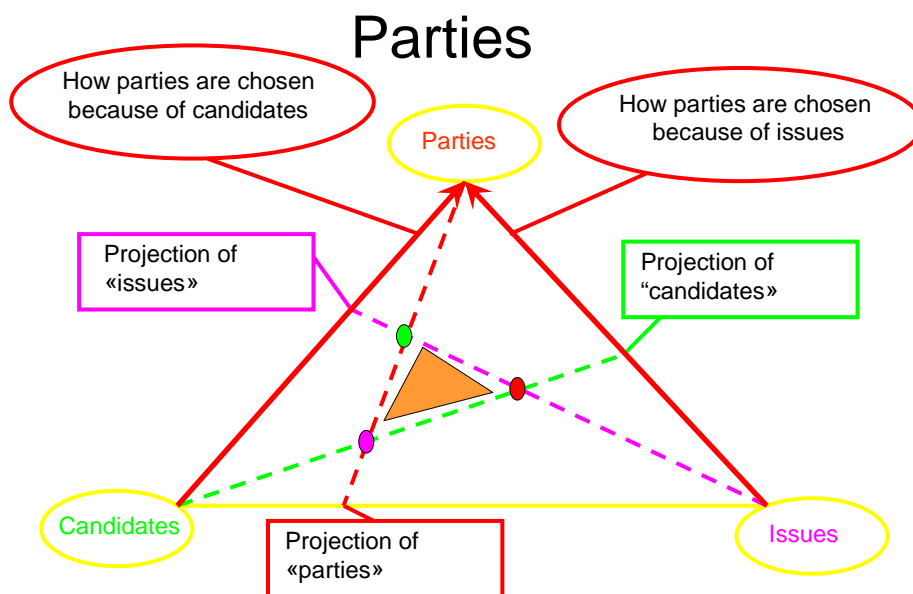 Parties
How parties are chosen
because of candidates
How parties are chosen
because of issues
Parties
Projection of
«issues»
Projection of
“candidates»
Candidates
Issues
Projection of
«parties»